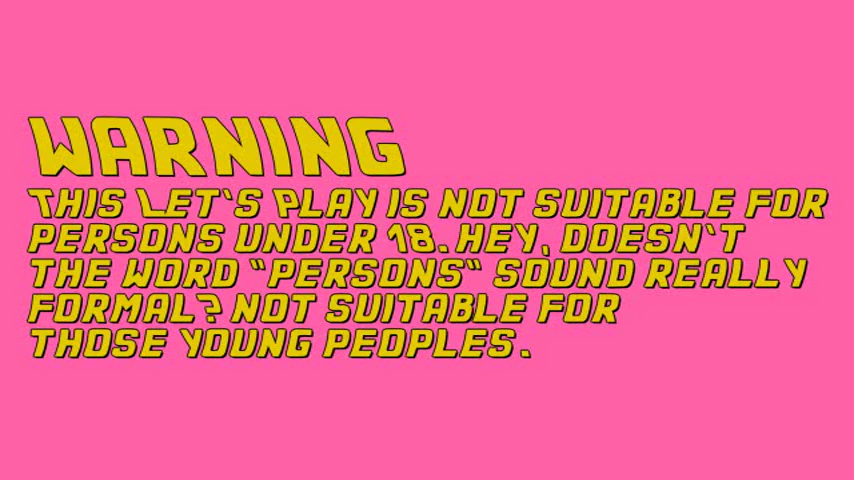 WARNING
THIS LET'S PLAY IS NOT SUITABLE FOR
PERSONS UNDER 18. HEY, DOESN'T
THE WORD "PERSONS" SOUND REALLY
FORMAL? NOT SUITABLE FOR
THOSE YOUNG PEOPLES.